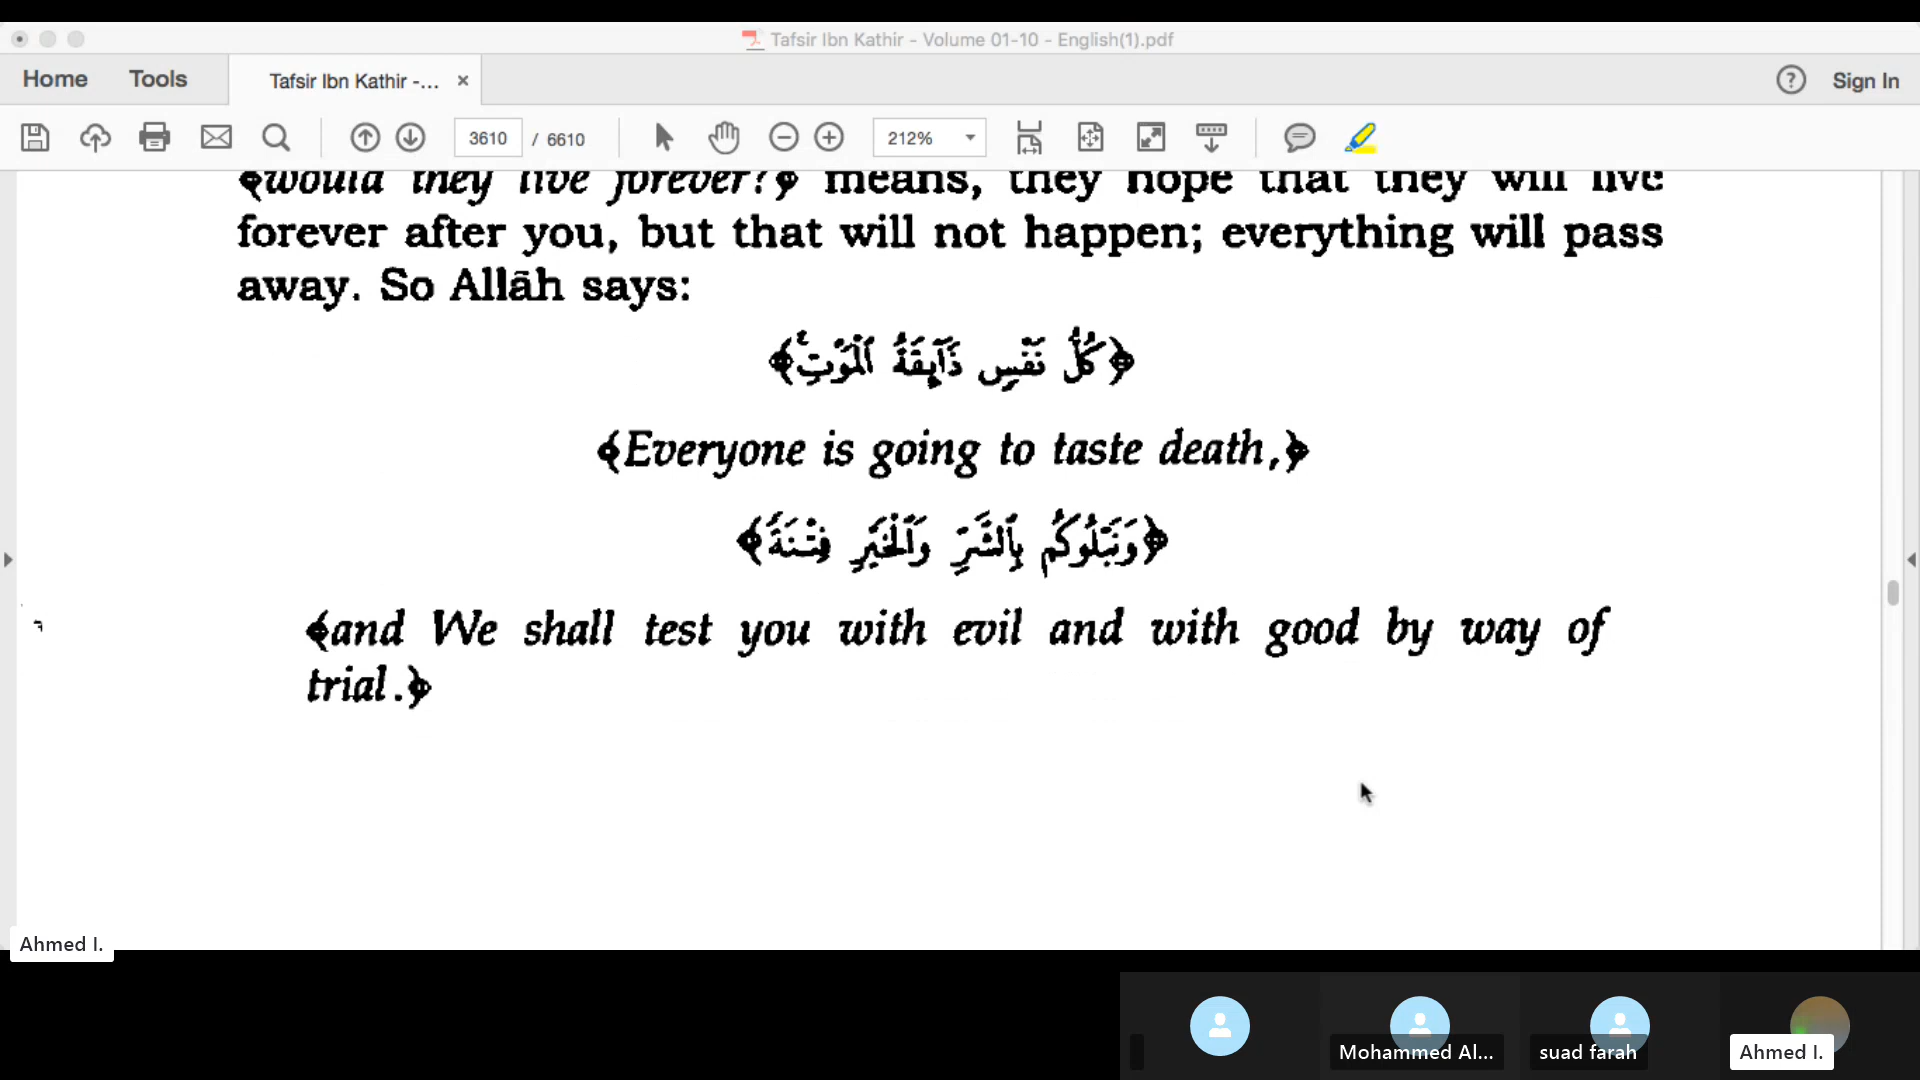 Tafsir Ibn Kathir - Volume 01-10 - English(1).pdf
Home Tools Tafsir Ibn Kathir -... × ? Sign In
3610 / 6610 212%
﴾would they live forever?﴿ means, they hope that they will live
forever after you, but that will not happen; everything will pass
away. So Allāh says:
﴿كُلُّ نَفْسٍ ذَآئِقَةُ ٱلْمَوْتِۗ﴾
﴾Everyone is going to taste death,﴿
﴿وَنَبْلُوكُم بِٱلشَّرِّ وَٱلْخَيْرِ فِتْنَةً﴾
﴾and We shall test you with evil and with good by way of
trial.﴿
Ahmed I.
Mohammed Al... suad farah Ahmed I.